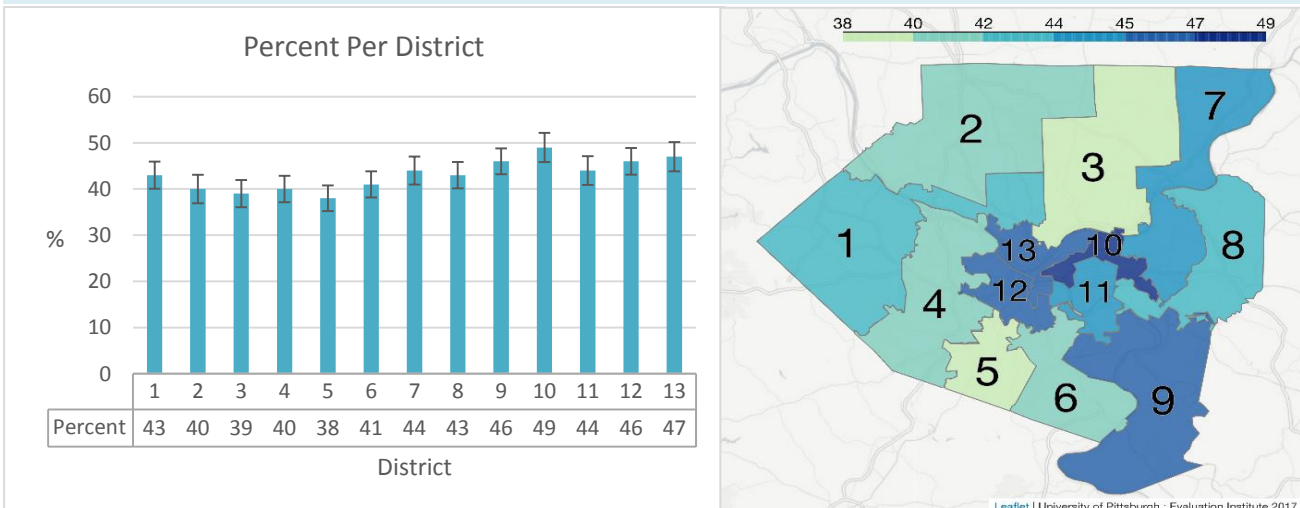 Percent Per District
60
50
40
30
20
10
0
%
1 2 3 4 5 6 7 8 9 10 11 12 13
Percent 43 40 39 40 38 41 44 43 46 49 44 46 47
District
38 40 42 44 45 47 49
7
2
3
1
13 10 8
12 11
4
5
6 9
Leaflet | University of Pittsburgh : Evaluation Institute 2017